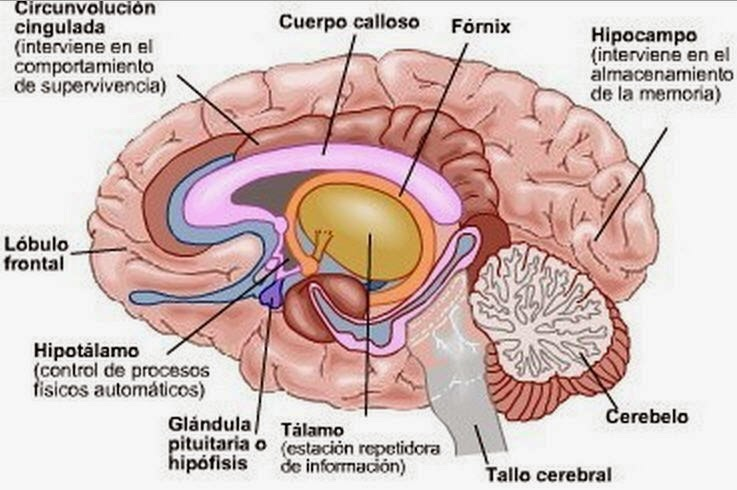 Circunvolución
cingulada
(interviene en el
comportamiento
de supervivencia)
Cuerpo calloso
Fórnix
Hipocampo
(interviene en el
almacenamiento
de la memoria)
Lóbulo
frontal
Hipotálamo
(control de procesos
físicos automáticos)
Glándula
pituitaria o
hipófisis
Tálamo
(estación repetidora
de información)
Tallo cerebral
Cerebelo